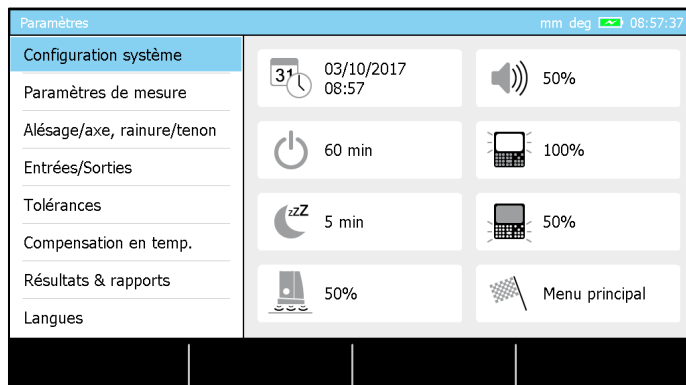 Paramètres
mm deg 08:57:37
Configuration système
Paramètres de mesure
Alésage/axe, rainure/tenon
Entrées/Sorties
Tolérances
Compensation en temp.
Résultats & rapports
Langues
31
03/10/2017
08:57
50%
60 min
100%
zzZ
5 min
50%
50%
Menu principal